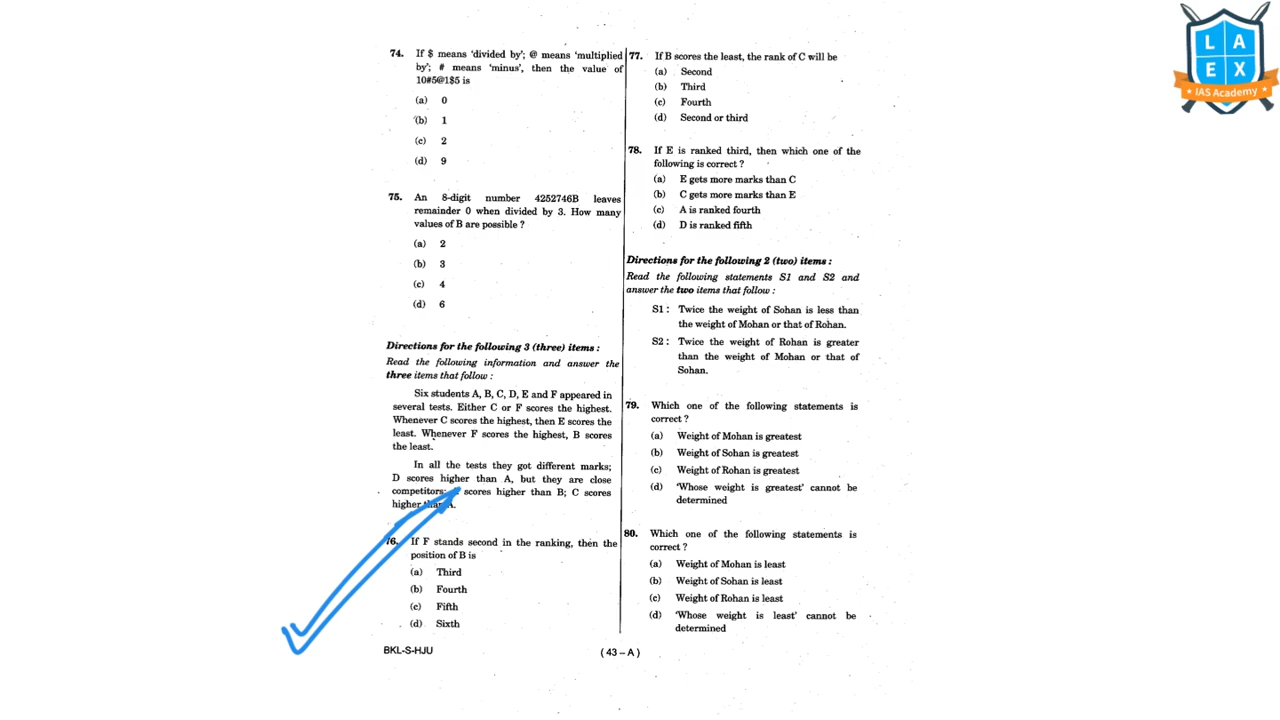 74. If $ means 'divided by'; @ means 'multiplied
by'; # means 'minus', then the value of
10#5@1$5 is
(a) 0
(b) 1
(c) 2
(d) 9
75. An 8-digit number 4252746B leaves
remainder 0 when divided by 3. How many
values of B are possible ?
(a) 2
(b) 3
(c) 4
(d) 6
Directions for the following 3 (three) items :
Read the following information and answer the
three items that follow :
Six students A, B, C, D, E and F appeared in
several tests. Either C or F scores the highest.
Whenever C scores the highest, then E scores the
least. Whenever F scores the highest, B scores
the least.
In all the tests they got different marks;
D scores higher than A, but they are close
competitors; scores higher than B; C scores
higher than A.
76. If F stands second in the ranking, then the
position of B is
(a) Third
(b) Fourth
(c) Fifth
(d) Sixth
BKL-S-HJU
77. If B scores the least, the rank of C will be
(a) Second
(b) Third
(c) Fourth
(d) Second or third
78. If E is ranked third, then which one of the
following is correct ?
(a) E gets more marks than C
(b) C gets more marks than E
(c) A is ranked fourth
(d) D is ranked fifth
Directions for the following 2 (two) items :
Read the following statements S1 and S2 and
answer the two items that follow :
S1 : Twice the weight of Sohan is less than
the weight of Mohan or that of Rohan.
S2 : Twice the weight of Rohan is greater
than the weight of Mohan or that of
Sohan.
79. Which one of the following statements is
correct ?
(a) Weight of Mohan is greatest
(b) Weight of Sohan is greatest
(c) Weight of Rohan is greatest
(d) 'Whose weight is greatest' cannot be
determined
80. Which one of the following statements is
correct ?
(a) Weight of Mohan is least
(b) Weight of Sohan is least
(c) Weight of Rohan is least
(d) 'Whose weight is least' cannot be
determined
( 43 – A )
L A
E X
IAS Academy